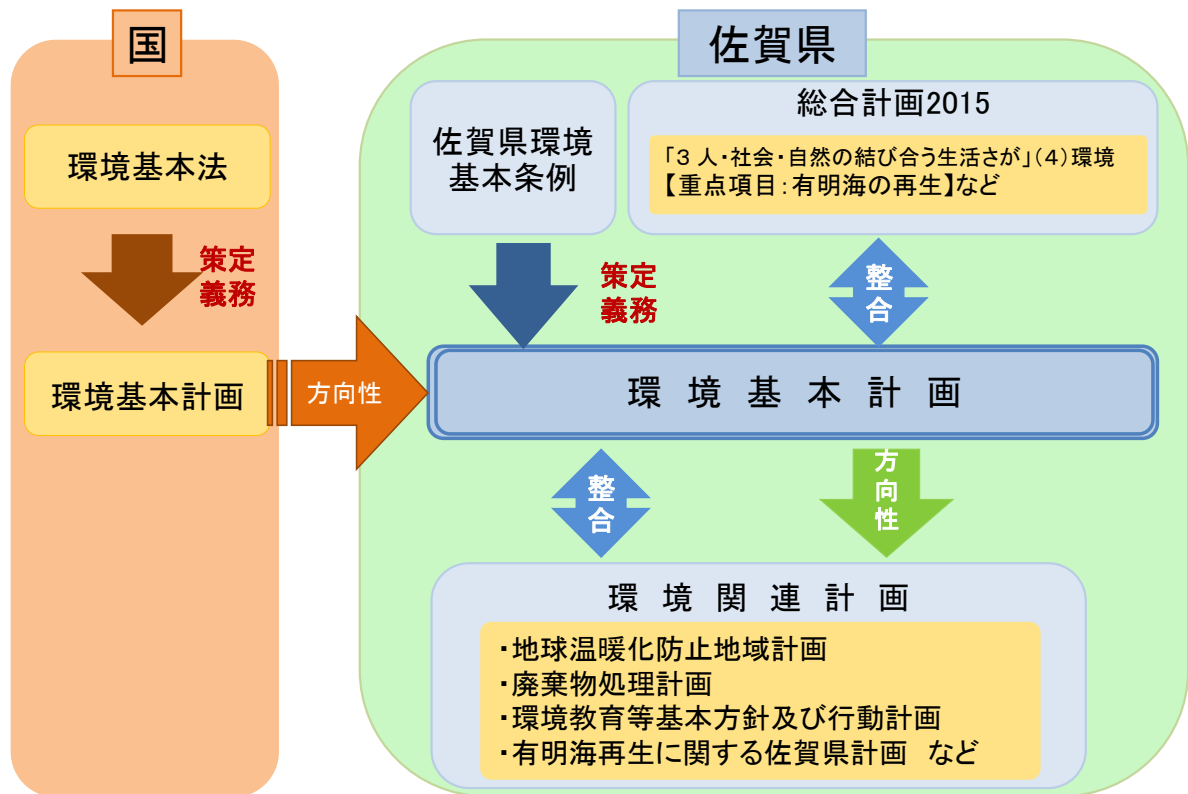 国
環境基本法
策定
義務
環境基本計画
方向性
佐賀県
佐賀県環境
基本条例
総合計画2015
「3 人・社会・自然の結び合う生活さが」(4)環境
【重点項目:有明海の再生】など
策定
義務
整
合
環境基本計画
整
合
方
向
性
環境関連計画
・地球温暖化防止地域計画
・廃棄物処理計画
・環境教育等基本方針及び行動計画
・有明海再生に関する佐賀県計画 など